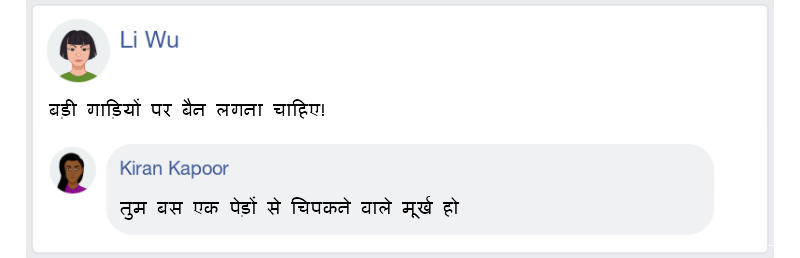 Li Wu
बड़ी गाड़ियों पर बैन लगना चाहिए!
Kiran Kapoor
तुम बस एक पेड़ों से चिपकने वाले मूर्ख हो